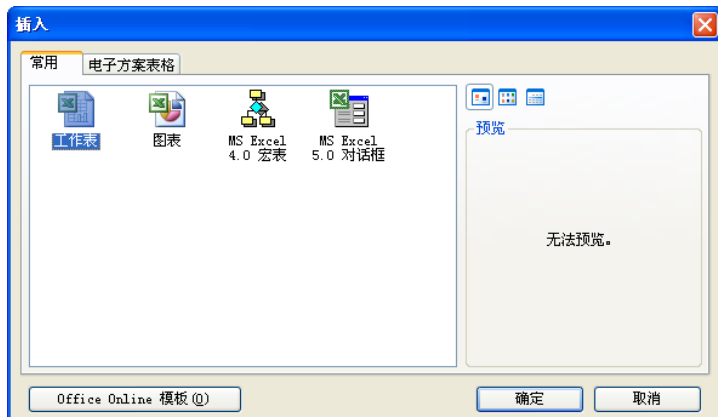 插入
常用
电子方案表格
工作表
图表
MS Excel
4.0 宏表
MS Excel
5.0 对话框
预览
无法预览。
Office Online 模板(O)
确定
取消